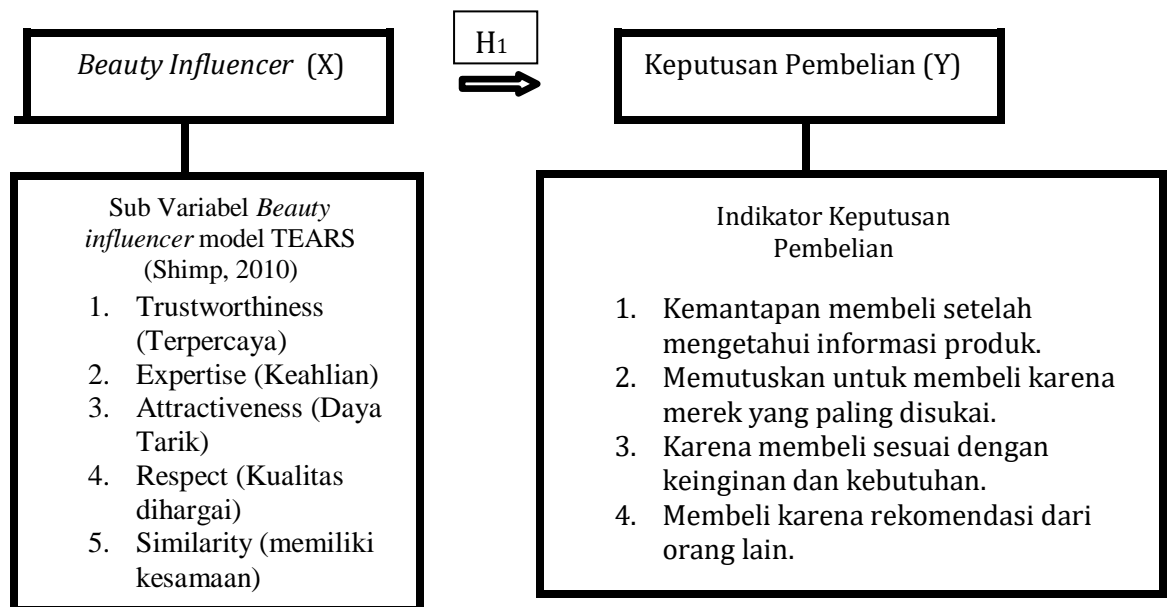 Beauty Influencer (X)
H1
Keputusan Pembelian (Y)
Sub Variabel Beauty
influencer model TEARS
(Shimp, 2010)
1. Trustworthiness
(Terpercaya)
2. Expertise (Keahlian)
3. Attractiveness (Daya
Tarik)
4. Respect (Kualitas
dihargai)
5. Similarity (memiliki
kesamaan)
Indikator Keputusan
Pembelian
1. Kemantapan membeli setelah
mengetahui informasi produk.
2. Memutuskan untuk membeli karena
merek yang paling disukai.
3. Karena membeli sesuai dengan
keinginan dan kebutuhan.
4. Membeli karena rekomendasi dari
orang lain.